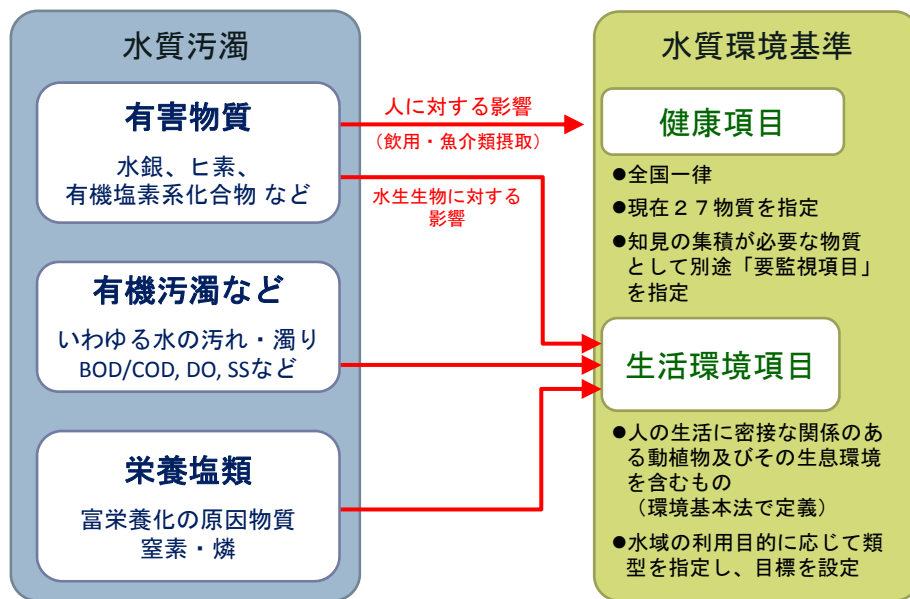 水質汚濁
有害物質
水銀、ヒ素、
有機塩素系化合物 など
有機汚濁など
いわゆる水の汚れ・濁り
BOD/COD, DO, SSなど
栄養塩類
富栄養化の原因物質
窒素・燐
人に対する影響
(飲用・魚介類摂取)
水生生物に対する
影響
水質環境基準
健康項目
●全国一律
●現在27物質を指定
●知見の集積が必要な物質
として別途「要監視項目」
を指定
生活環境項目
●人の生活に密接な関係のあ
る動植物及びその生息環境
を含むもの
(環境基本法で定義)
●水域の利用目的に応じて類
型を指定し、目標を設定